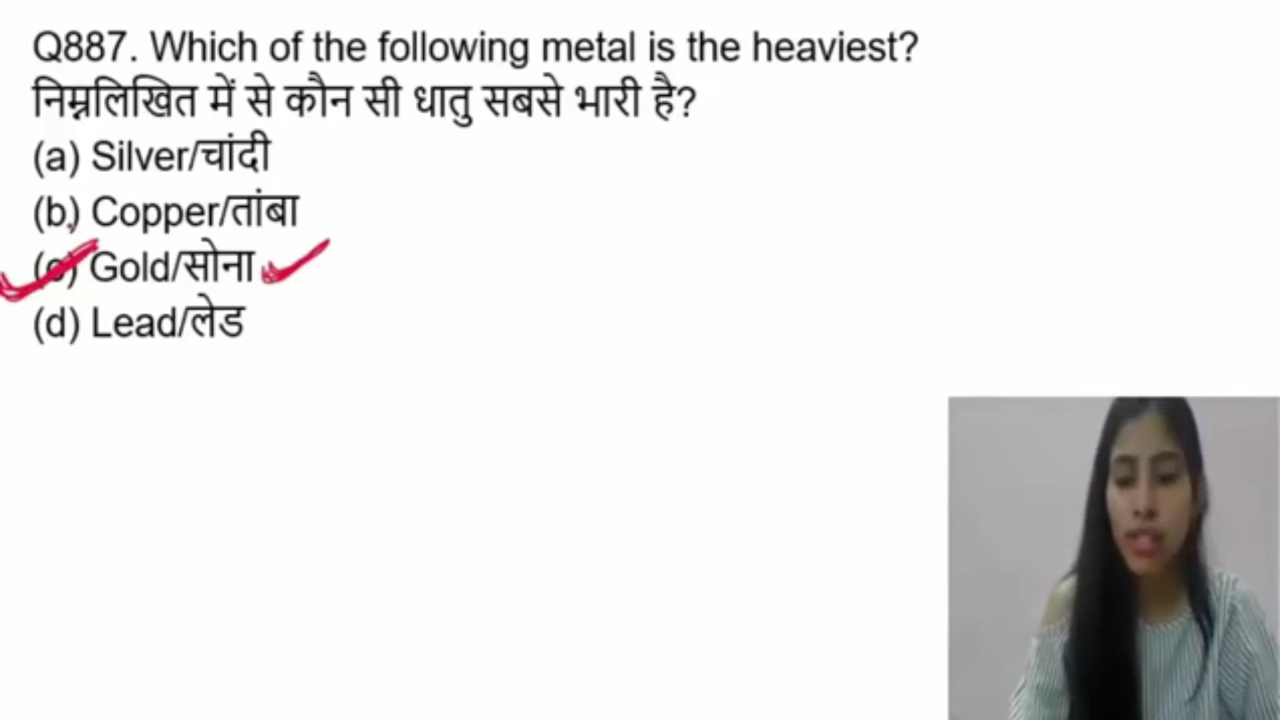 Q887. Which of the following metal is the heaviest?
निम्नलिखित में से कौन सी धातु सबसे भारी है?
(a) Silver/चांदी
(b) Copper/तांबा
(c) Gold/सोना
(d) Lead/लेड